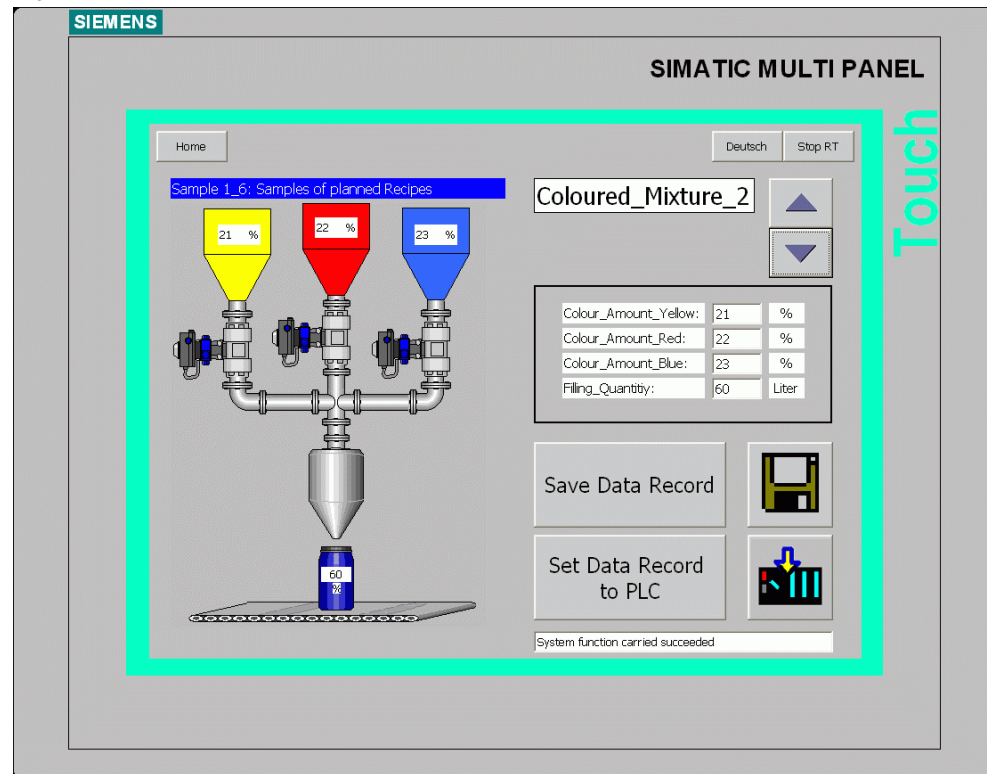 SIEMENS
SIMATIC MULTI PANEL
Touch
Home
Deutsch
Stop RT
Sample 1_6: Samples of planned Recipes
Coloured_Mixture_2
21 %
22 %
23 %
Colour_Amount_Yellow: 21 %
Colour_Amount_Red: 22 %
Colour_Amount_Blue: 23 %
Filling_Quantitiy: 60 Liter
Save Data Record
Set Data Record
to PLC
60
%
System function carried succeeded